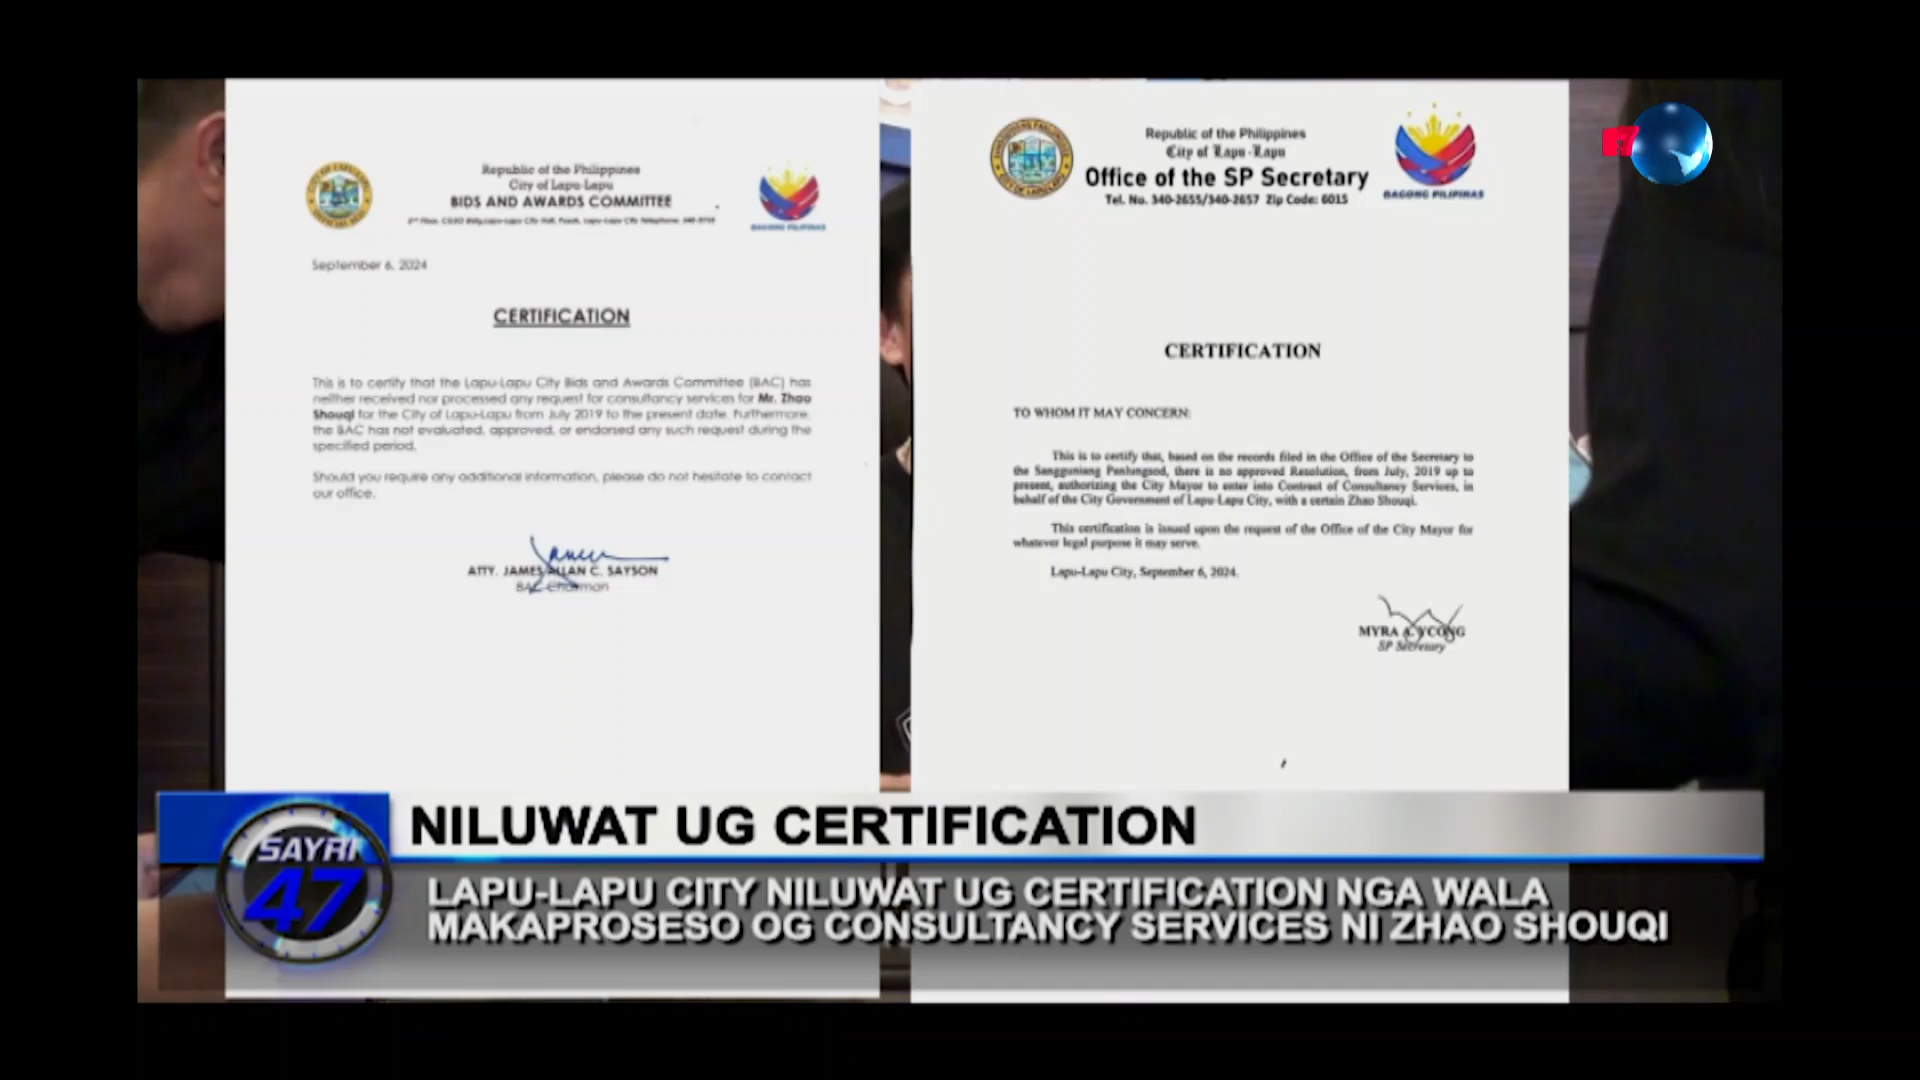 Republic of the Philippines
City of Lapu-Lapu
BIDS AND AWARDS COMMITTEE
September 6, 2024
CERTIFICATION
This is to certify that the Lapu-Lapu City Bids and Awards Committee (BAC) has
neither received nor processed any request for consultancy services for Mr. Zhao
Shouqi for the City of Lapu-Lapu from July 2019 to the present date. Furthermore,
the BAC has not evaluated, approved, or endorsed any such request during the
specified period.
Should you require any additional information, please do not hesitate to contact
our office.
ATTY. JAMES ALLAN C. SAYSON
BAC Chairman
BAGONG PILIPINAS
Republic of the Philippines
City of Lapu-Lapu
Office of the SP Secretary
Tel. No. 340-2655/340-2657 Zip Code: 6015
BAGONG PILIPINAS
CERTIFICATION
TO WHOM IT MAY CONCERN:
This is to certify that, based on the records filed in the Office of the Secretary to
the Sangguniang Panlungsod, there is no approved Resolution, from July, 2019 up to
present, authorizing the City Mayor to enter into Contract of Consultancy Services, in
behalf of the City Government of Lapu-Lapu City, with a certain Zhao Shouqi.
This certification is issued upon the request of the Office of the City Mayor for
whatever legal purpose it may serve.
Lapu-Lapu City, September 6, 2024.
MYRA A. YCONG
SP Secretary
NILUWAT UG CERTIFICATION
SAYRI
47
LAPU-LAPU CITY NILUWAT UG CERTIFICATION NGA WALA
MAKAPROSESO OG CONSULTANCY SERVICES NI ZHAO SHOUQI